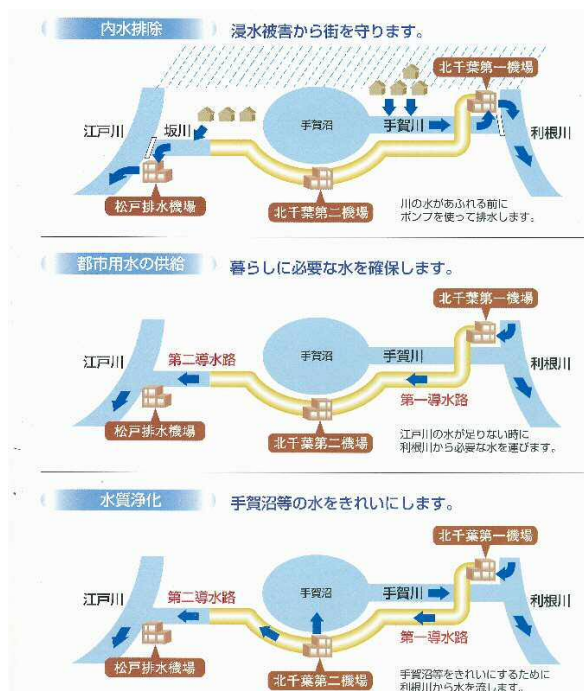 内水排除
浸水被害から街を守ります。
北千葉第一機場
江戸川
坂川
手賀沼
手賀川
利根川
松戸排水機場
北千葉第二機場
川の水があふれる前に
ポンプを使って排水します。
都市用水の供給
暮らしに必要な水を確保します。
北千葉第一機場
江戸川
第二導水路
手賀沼
手賀川
利根川
第一導水路
松戸排水機場
北千葉第二機場
江戸川の水が足りない時に
利根川から必要な水を運びます。
水質浄化
手賀沼等の水をきれいにします。
北千葉第一機場
江戸川
第二導水路
手賀沼
手賀川
利根川
第一導水路
松戸排水機場
北千葉第二機場
手賀沼等をきれいにするために
利根川から水を流します。